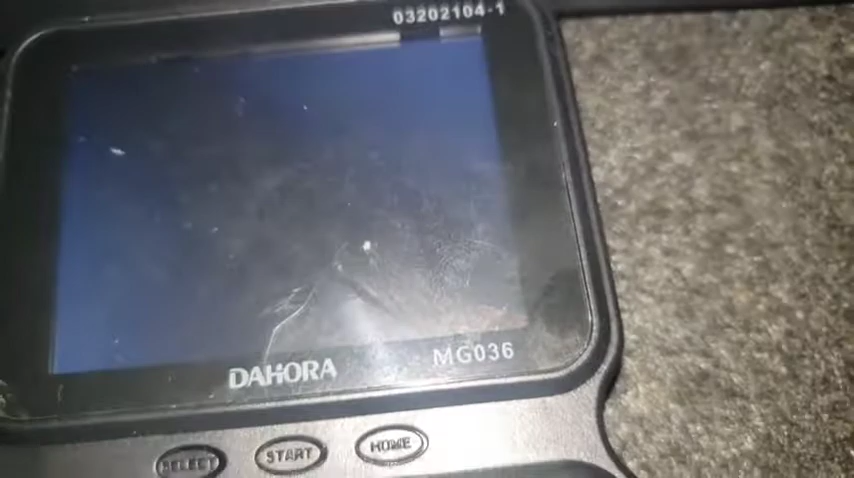 03202104-1
DAHORA
MG036
SELECT
START
HOME